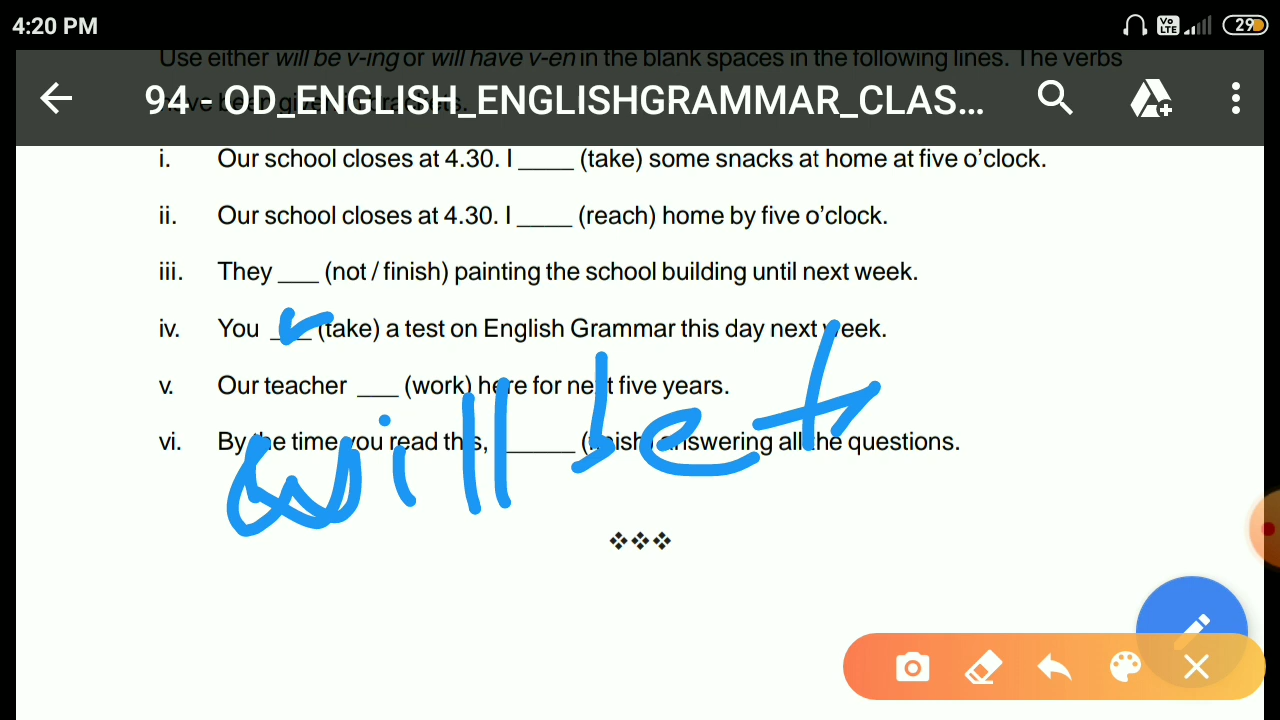 4:20 PM
Vo LTE
29
Use either will be v-ing or will have v-en in the blank spaces in the following lines. The verbs
94 - OD_ENGLISH_ENGLISHGRAMMAR_CLAS...
i. Our school closes at 4.30. I ____ (take) some snacks at home at five o'clock.
ii. Our school closes at 4.30. I ____ (reach) home by five o'clock.
iii. They ___ (not / finish) painting the school building until next week.
iv. You ___ (take) a test on English Grammar this day next week.
v. Our teacher ___ (work) here for next five years.
vi. By the time you read this, _____ (finish) answering all the questions.
will be t